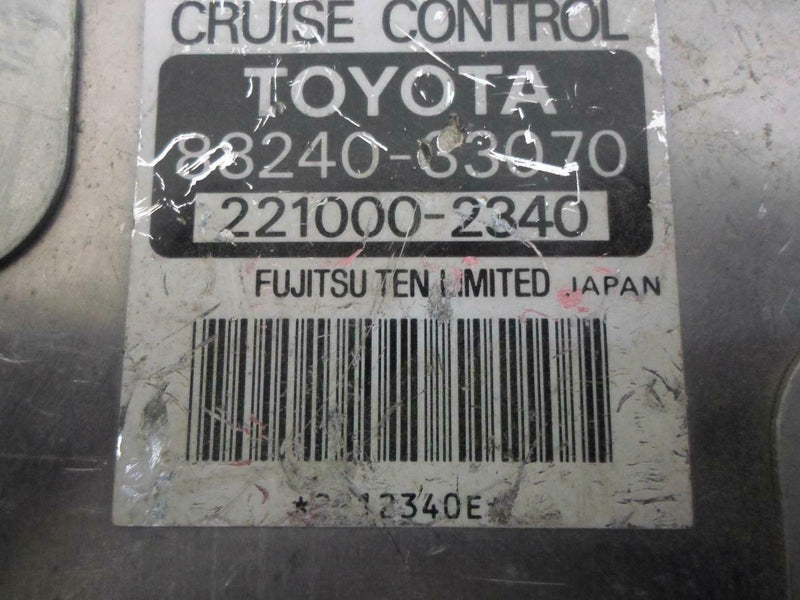 CRUISE CONTROL
TOYOTA
88240-33070
221000-2340
FUJITSU TEN LIMITED JAPAN